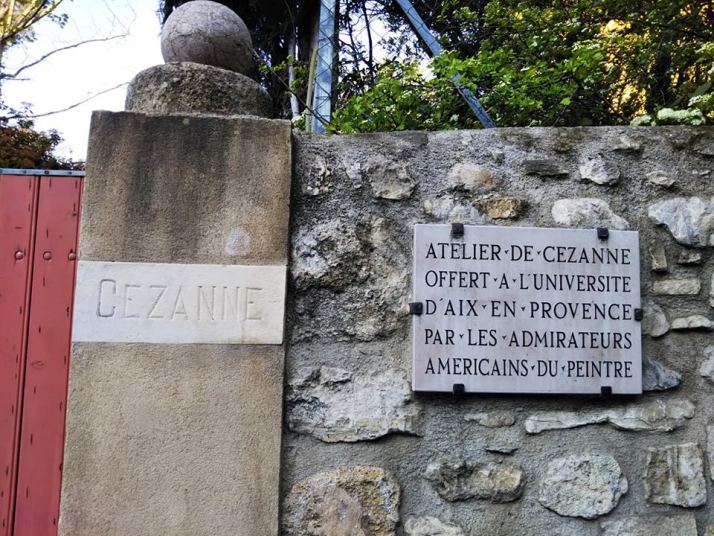 CEZANNE
ATELIER·DE·CEZANNE
OFFERT·A·L'UNIVERSITE
D'AIX·EN·PROVENCE
PAR·LES·ADMIRATEURS
AMERICAINS·DU·PEINTRE